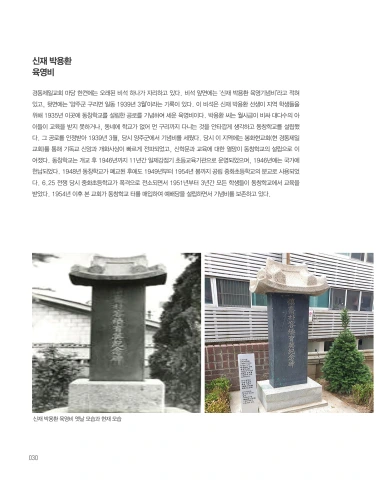 신재 박용환
육영비
경동제일교회 마당 한켠에는 오래된 비석 하나가 자리하고 있다. 비석 앞면에는 ‘신재 박용환 육영기념비’라고 적혀
있고, 뒷면에는 ‘양주군 구리면 일동 1939년 3월’이라는 기록이 있다. 이 비석은 신재 박용환 선생이 지역 학생들을
위해 1935년 이곳에 동창학교를 설립한 공로를 기념하여 세운 육영비이다. 박용환 씨는 월사금이 비싸 대다수의 아
이들이 교육을 받지 못하거나, 동네에 학교가 없어 먼 구리까지 다니는 것을 안타깝게 생각하고 동창학교를 설립했
다. 그 공로를 인정받아 1939년 3월, 당시 양주군에서 기념비를 세웠다. 당시 이 지역에는 봉화현교회(현 경동제일
교회)를 통해 기독교 신앙과 개화사상이 빠르게 전파되었고, 신학문과 교육에 대한 열망이 동창학교의 설립으로 이
어졌다. 동창학교는 개교 후 1946년까지 11년간 일제강점기 초등교육기관으로 운영되었으며, 1946년에는 국가에
헌납되었다. 1948년 동창학교가 폐교된 후에도 1949년부터 1954년 봄까지 공립 중화초등학교의 분교로 사용되었
다. 6.25 전쟁 당시 중화초등학교가 폭격으로 전소되면서 1951년부터 3년간 모든 학생들이 동창학교에서 교육을
받았다. 1954년 이후 본 교회가 동창학교 터를 매입하여 예배당을 설립하면서 기념비를 보존하고 있다.
신재 박용환 육영비 옛날 모습과 현재 모습
030